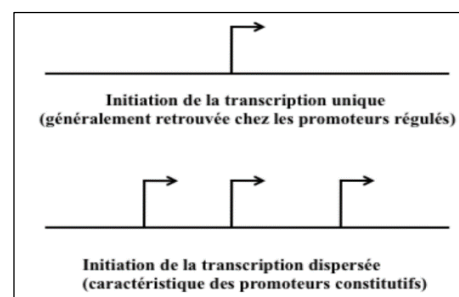 Initiation de la transcription unique
(généralement retrouvée chez les promoteurs régulés)
Initiation de la transcription dispersée
(caractéristique des promoteurs constitutifs)